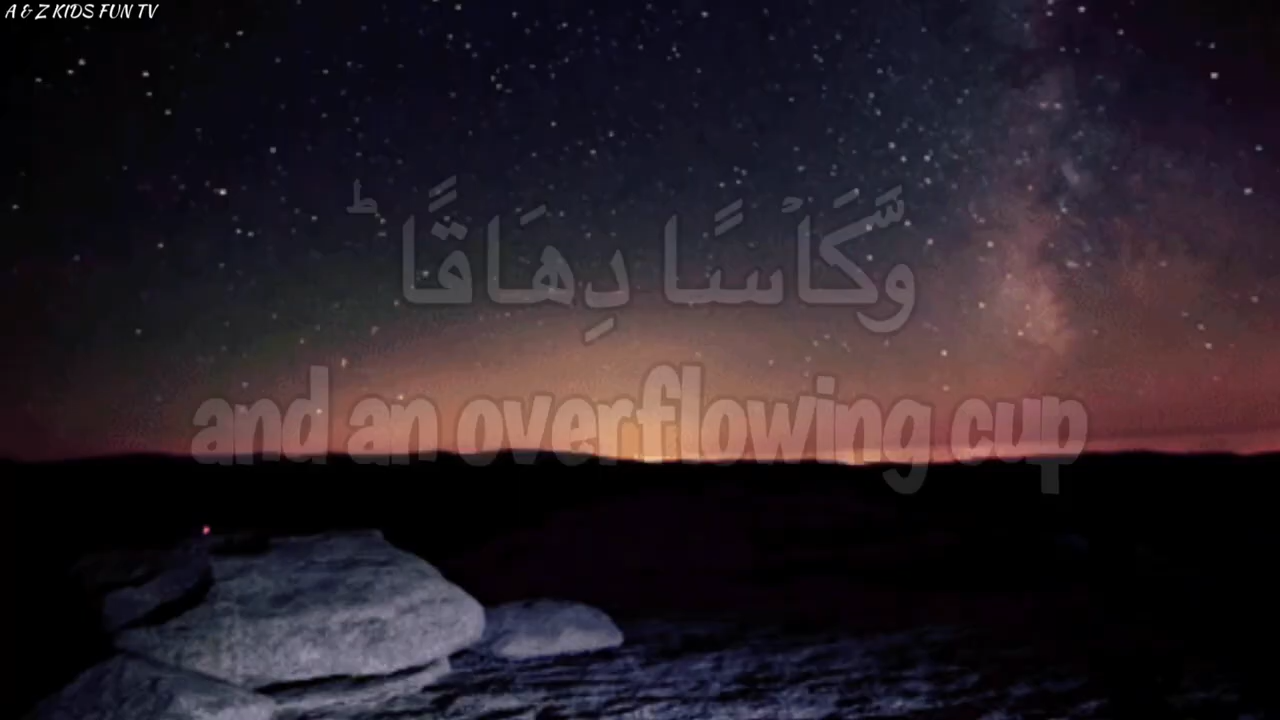 A & Z KIDS FUN TV
وَّكَاۡسًا دِهَاقًا ؕ
and an overflowing cup